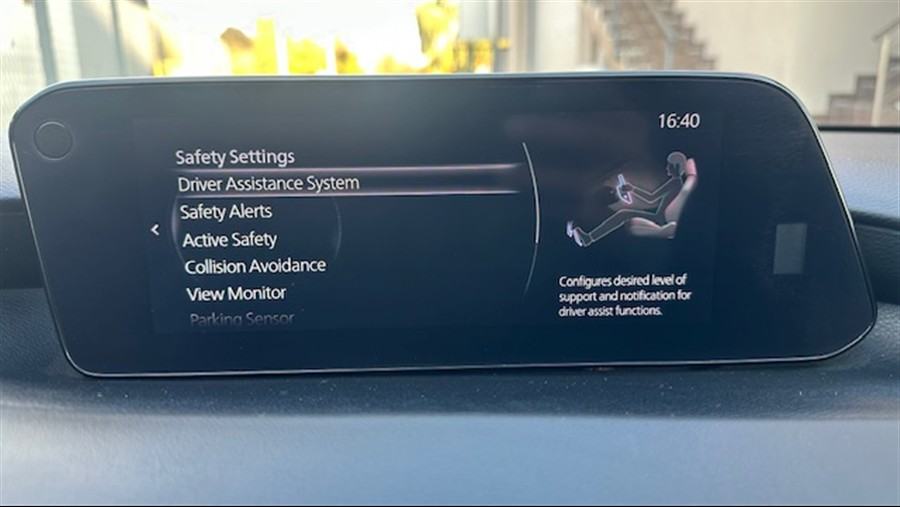 16:40
Safety Settings
Driver Assistance System
Safety Alerts
Active Safety
Collision Avoidance
View Monitor
Parking Sensor
Configures desired level of
support and notification for
driver assist functions.